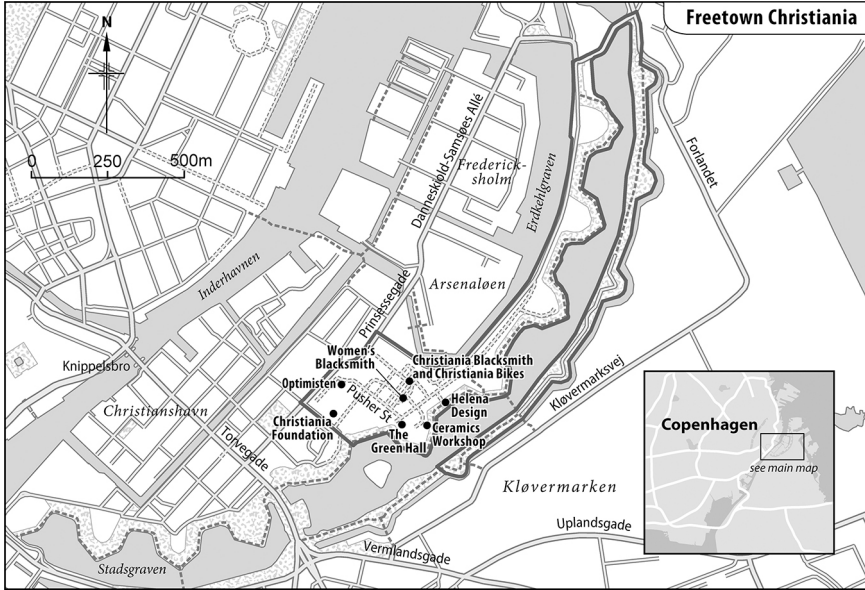 Freetown Christiania
N
0 250 500m
Danneskiold-Samsøes Allé
Frederick-
sholm
Erdkehlgraven
Forlandet
Inderhavnen
Arsenaløen
Prinsessegade
Knippelsbro
Women's
Blacksmith
Christiania Blacksmith
and Christiania Bikes
Optimisten
Pusher St
Helena
Design
Kløvermarksvej
Christianshavn
Christiania
Foundation
The
Green Hall
Ceramics
Workshop
Torvegade
Copenhagen
see main map
Kløvermarken
Uplandsgade
Vermlandsgade
Stadsgraven